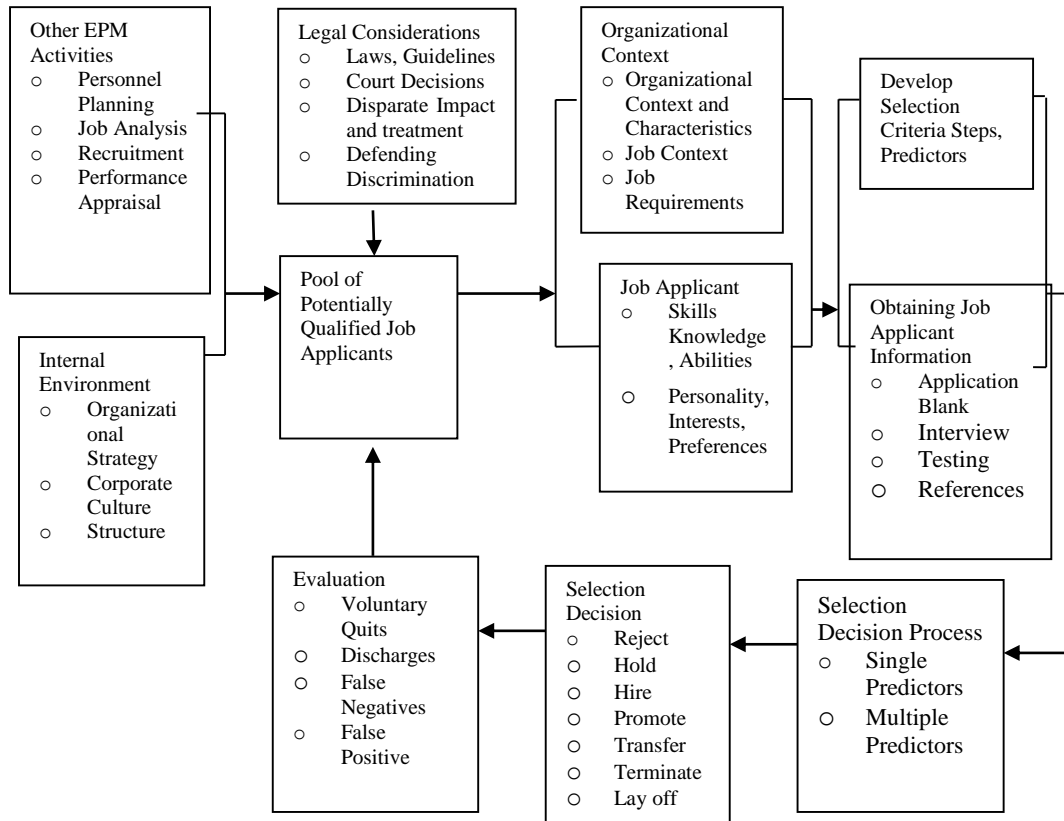 Other EPM
Activities
○ Personnel
Planning
○ Job Analysis
○ Recruitment
○ Performance
Appraisal
Legal Considerations
○ Laws, Guidelines
○ Court Decisions
○ Disparate Impact
and treatment
○ Defending
Discrimination
Organizational
Context
○ Organizational
Context and
Characteristics
○ Job Context
○ Job
Requirements
Develop
Selection
Criteria Steps,
Predictors
Internal
Environment
○ Organizati
onal
Strategy
○ Corporate
Culture
○ Structure
Pool of
Potentially
Qualified Job
Applicants
Job Applicant
○ Skills
Knowledge
, Abilities
○ Personality,
Interests,
Preferences
Obtaining Job
Applicant
Information
○ Application
Blank
○ Interview
○ Testing
○ References
Evaluation
○ Voluntary
Quits
○ Discharges
○ False
Negatives
○ False
Positive
Selection
Decision
○ Reject
○ Hold
○ Hire
○ Promote
○ Transfer
○ Terminate
○ Lay off
Selection
Decision Process
○ Single
Predictors
○ Multiple
Predictors